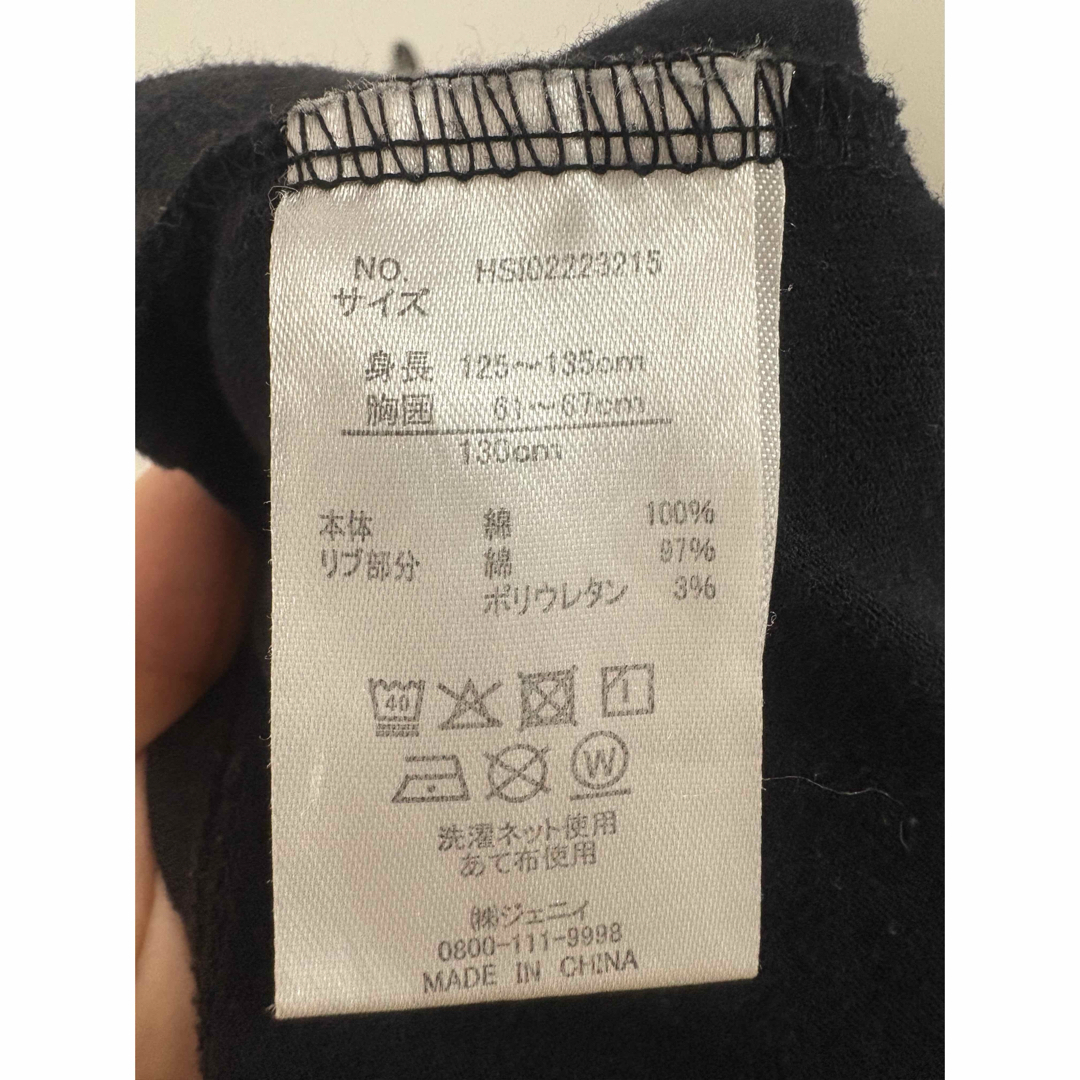 NO. HSI02223215
サイズ
身長 125~135cm
胸囲 61~67cm
130cm
本体 綿 100%
リブ部分 綿 97%
ポリウレタン 3%
40
W
洗濯ネット使用
あて布使用
㈱ジェニィ
0800-111-9998
MADE IN CHINA